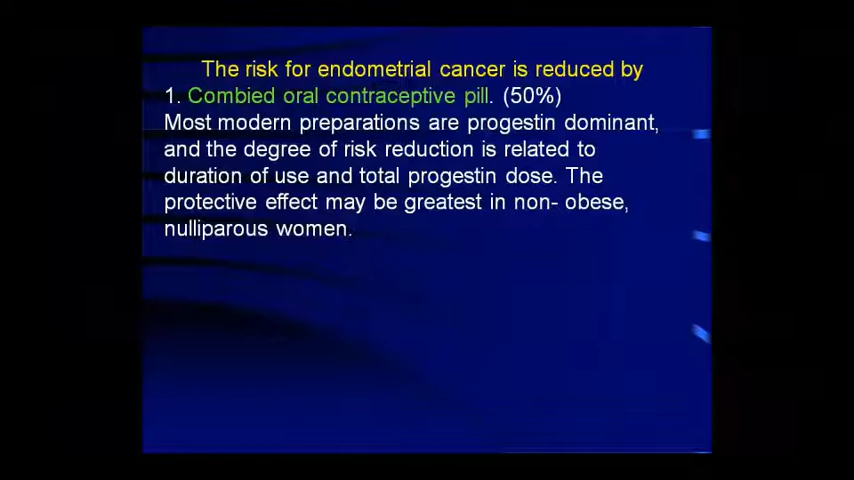 The risk for endometrial cancer is reduced by
1. Combied oral contraceptive pill. (50%)
Most modern preparations are progestin dominant,
and the degree of risk reduction is related to
duration of use and total progestin dose. The
protective effect may be greatest in non- obese,
nulliparous women.